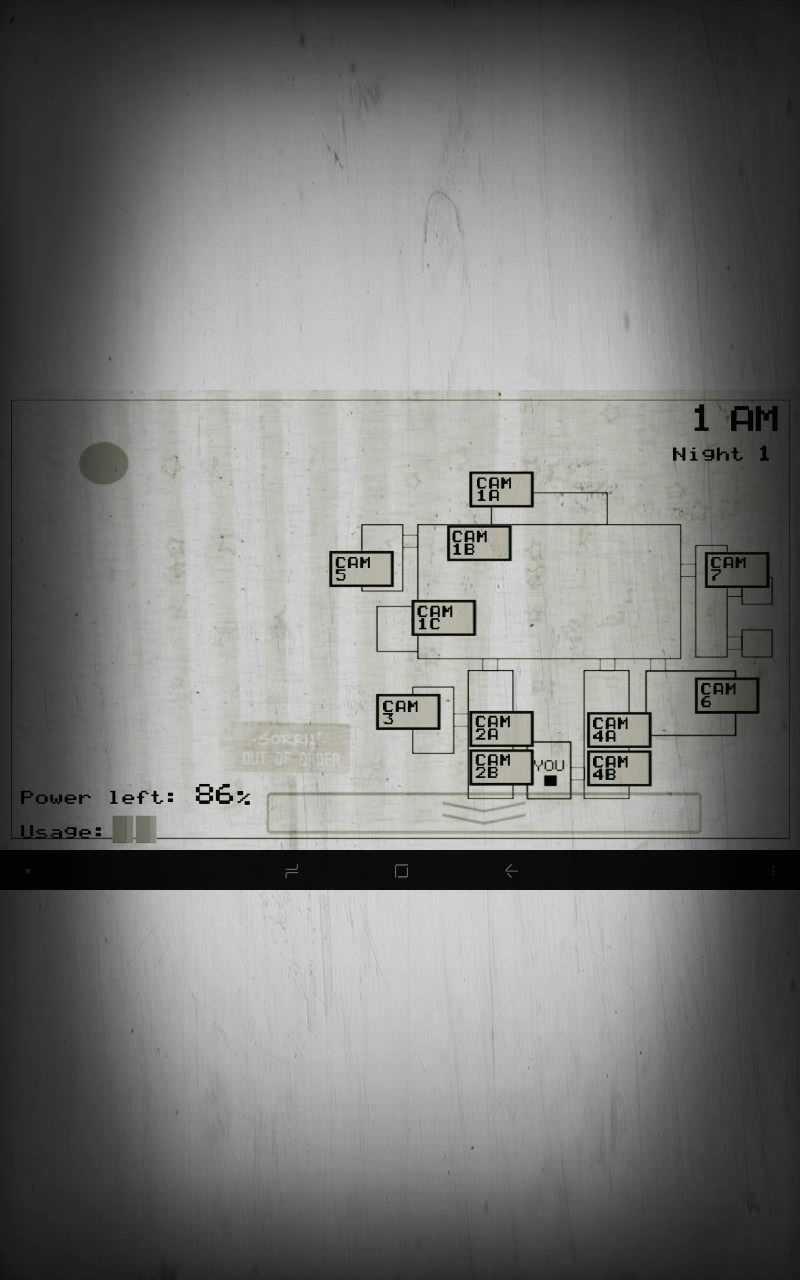 1 AM
Night 1
CAM
1A
CAM
1B
CAM
5
CAM
7
CAM
1C
CAM
6
CAM
3
CAM
2A
CAM
4A
-SORRY!
OUT OF ORDER
CAM
2B
YOU
CAM
4B
Power left: 86%
Usage: